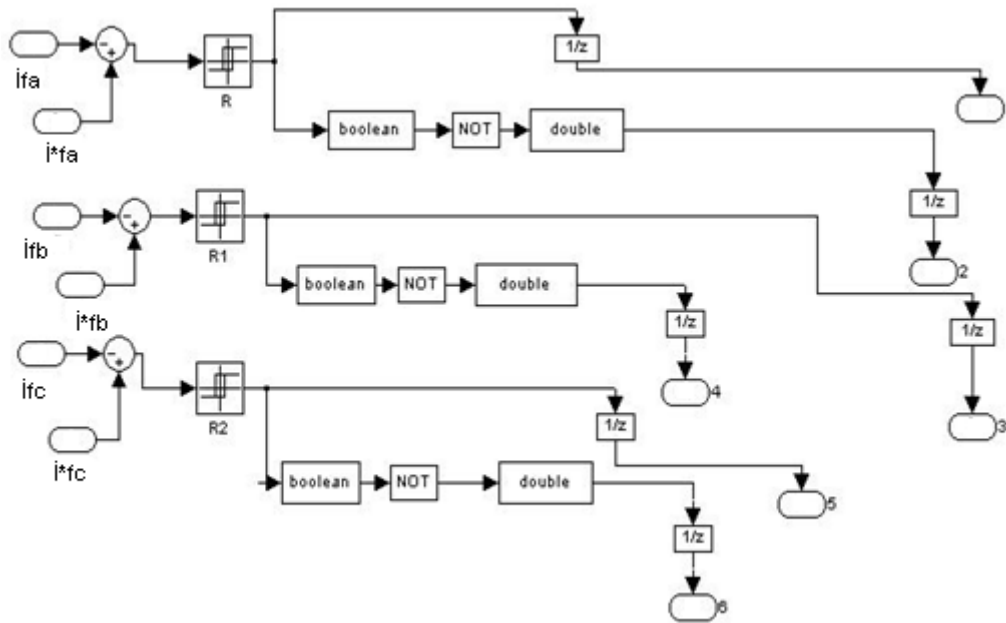 1/z
İfa
R
İ*fa
boolean NOT double
1/z
İfb
R1
2
İ*fb
boolean NOT double
1/z
1/z
İfc
R2
4
3
İ*fc
1/z
boolean NOT double
5
1/z
6